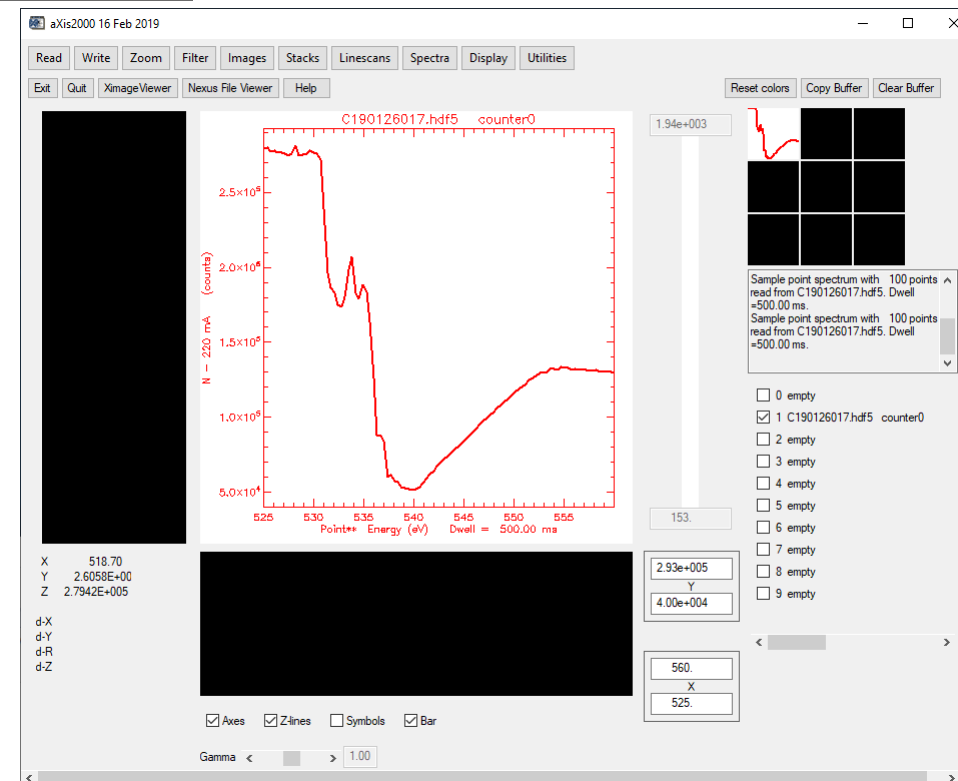 aXis2000 16 Feb 2019
Read Write Zoom Filter Images Stacks Linescans Spectra Display Utilities
Exit Quit XimageViewer Nexus File Viewer Help Reset colors Copy Buffer Clear Buffer
C190126017.hdf5 counter0
1.94e+003
2.5×10⁵
2.0×10⁵
1.5×10⁵
1.0×10⁵
5.0×10⁴
N - 220 mA (counts)
525 530 535 540 545 550 555
Point** Energy (eV) Dwell = 500.00 ms
153.
Sample point spectrum with 100 points
read from C190126017.hdf5. Dwell
=500.00 ms.
Sample point spectrum with 100 points
read from C190126017.hdf5. Dwell
=500.00 ms.
0 empty
1 C190126017.hdf5 counter0
2 empty
3 empty
4 empty
5 empty
6 empty
7 empty
8 empty
9 empty
X 518.70
Y 2.6058E+00
Z 2.7942E+005
d-X
d-Y
d-R
d-Z
2.93e+005
Y
4.00e+004
560.
X
525.
Axes Z-lines Symbols Bar
Gamma 1.00